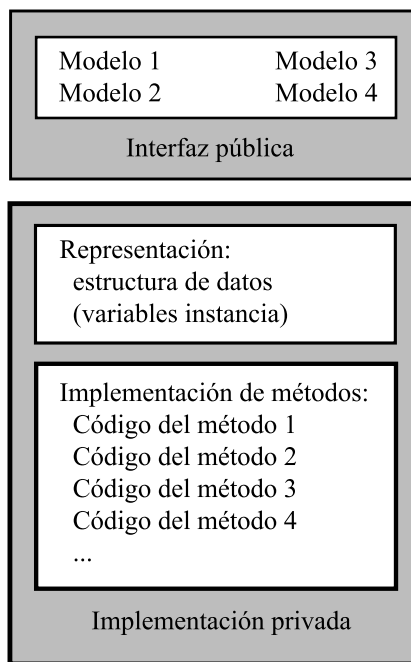 Modelo 1 Modelo 3
Modelo 2 Modelo 4
Interfaz pública
Representación:
estructura de datos
(variables instancia)
Implementación de métodos:
Código del método 1
Código del método 2
Código del método 3
Código del método 4
...
Implementación privada